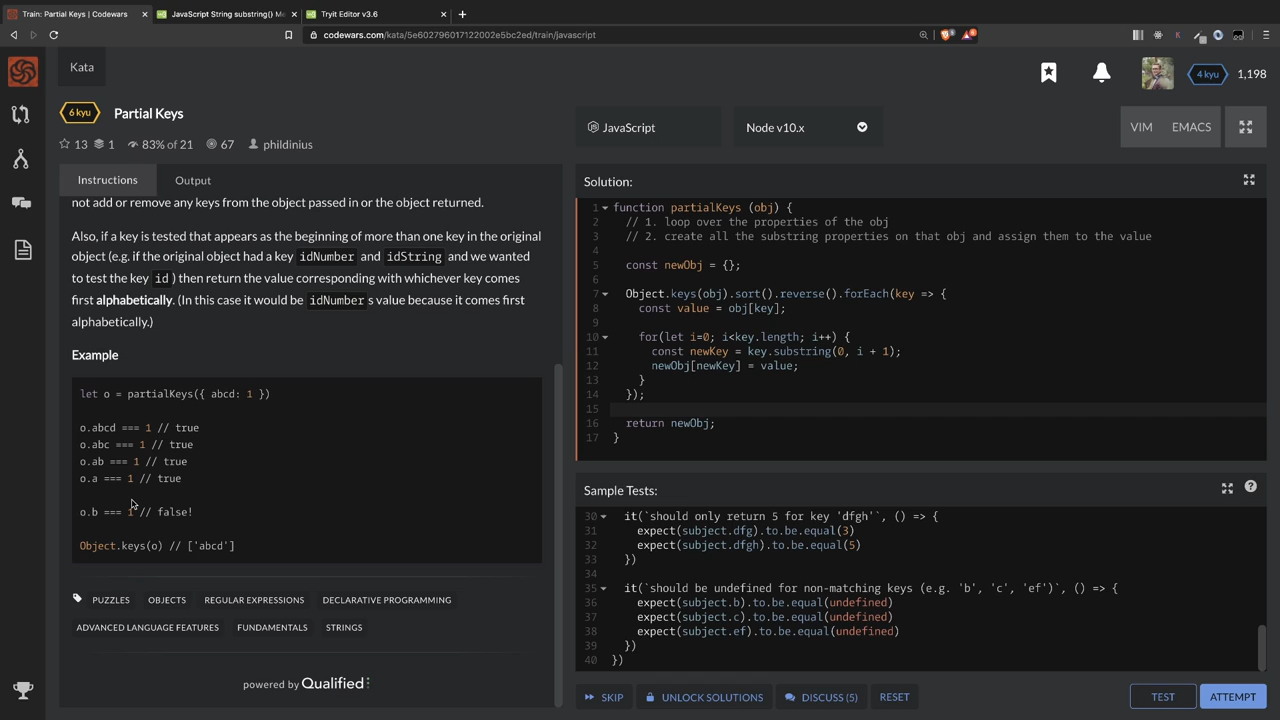 Train: Partial Keys | Codewars
JavaScript String substring() Me
Tryit Editor v3.6
codewars.com/kata/5e602796017122002e5bc2ed/train/javascript
Kata
4 kyu
1,198
6 kyu
Partial Keys
13
1
83% of 21
67
phildinius
JavaScript
Node v10.x
VIM
EMACS
Instructions
Output
not add or remove any keys from the object passed in or the object returned.
Also, if a key is tested that appears as the beginning of more than one key in the original
object (e.g. if the original object had a key idNumber and idString and we wanted
to test the key id ) then return the value corresponding with whichever key comes
first alphabetically. (In this case it would be idNumber s value because it comes first
alphabetically.)
Example
let o = partialKeys({ abcd: 1 })
o.abcd === 1 // true
o.abc === 1 // true
o.ab === 1 // true
o.a === 1 // true
o.b === 1 // false!
Object.keys(o) // ['abcd']
PUZZLES
OBJECTS
REGULAR EXPRESSIONS
DECLARATIVE PROGRAMMING
ADVANCED LANGUAGE FEATURES
FUNDAMENTALS
STRINGS
powered by Qualified
Solution:
1 function partialKeys (obj) {
2 // 1. loop over the properties of the obj
3 // 2. create all the substring properties on that obj and assign them to the value
4
5 const newObj = {};
6
7 Object.keys(obj).sort().reverse().forEach(key => {
8 const value = obj[key];
9
10 for(let i=0; i<key.length; i++) {
11 const newKey = key.substring(0, i + 1);
12 newObj[newKey] = value;
13 }
14 });
15
16 return newObj;
17 }
Sample Tests:
30 it(`should only return 5 for key 'dfgh'`, () => {
31 expect(subject.dfg).to.be.equal(3)
32 expect(subject.dfgh).to.be.equal(5)
33 })
34
35 it(`should be undefined for non-matching keys (e.g. 'b', 'c', 'ef')`, () => {
36 expect(subject.b).to.be.equal(undefined)
37 expect(subject.c).to.be.equal(undefined)
38 expect(subject.ef).to.be.equal(undefined)
39 })
40 })
SKIP
UNLOCK SOLUTIONS
DISCUSS (5)
RESET
TEST
ATTEMPT